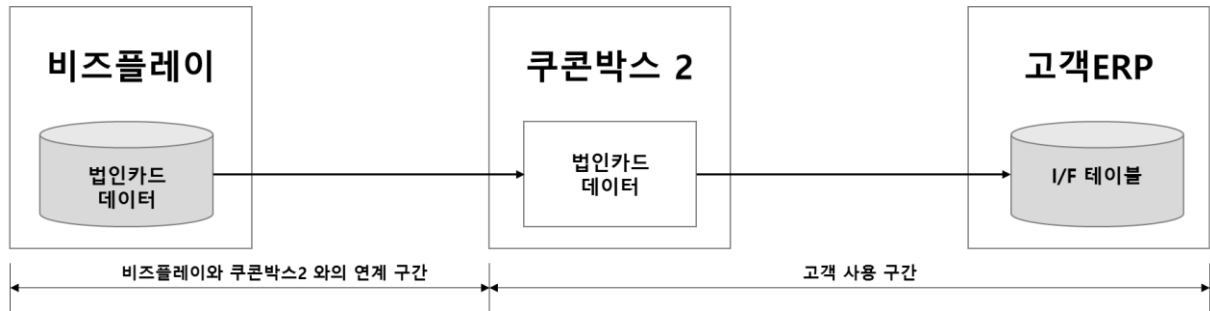 비즈플레이
쿠콘박스 2
고객ERP
법인카드
데이터
법인카드
데이터
I/F 테이블
비즈플레이와 쿠콘박스2 와의 연계 구간
고객 사용 구간